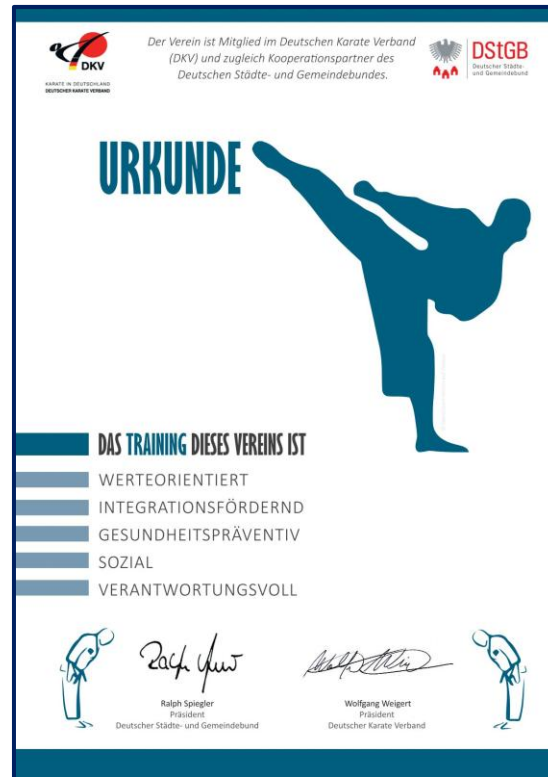 DKV
KARATE IN DEUTSCHLAND
DEUTSCHER KARATE VERBAND
Der Verein ist Mitglied im Deutschen Karate Verband
(DKV) und zugleich Kooperationspartner des
Deutschen Städte- und Gemeindebundes.
DStGB
Deutscher Städte-
und Gemeindebund
URKUNDE
DAS TRAINING DIESES VEREINS IST
WERTEORIENTIERT
INTEGRATIONSFÖRDERND
GESUNDHEITSPRÄVENTIV
SOZIAL
VERANTWORTUNGSVOLL
Ralph Spiegler
Präsident
Deutscher Städte- und Gemeindebund
Wolfgang Weigert
Präsident
Deutscher Karate Verband